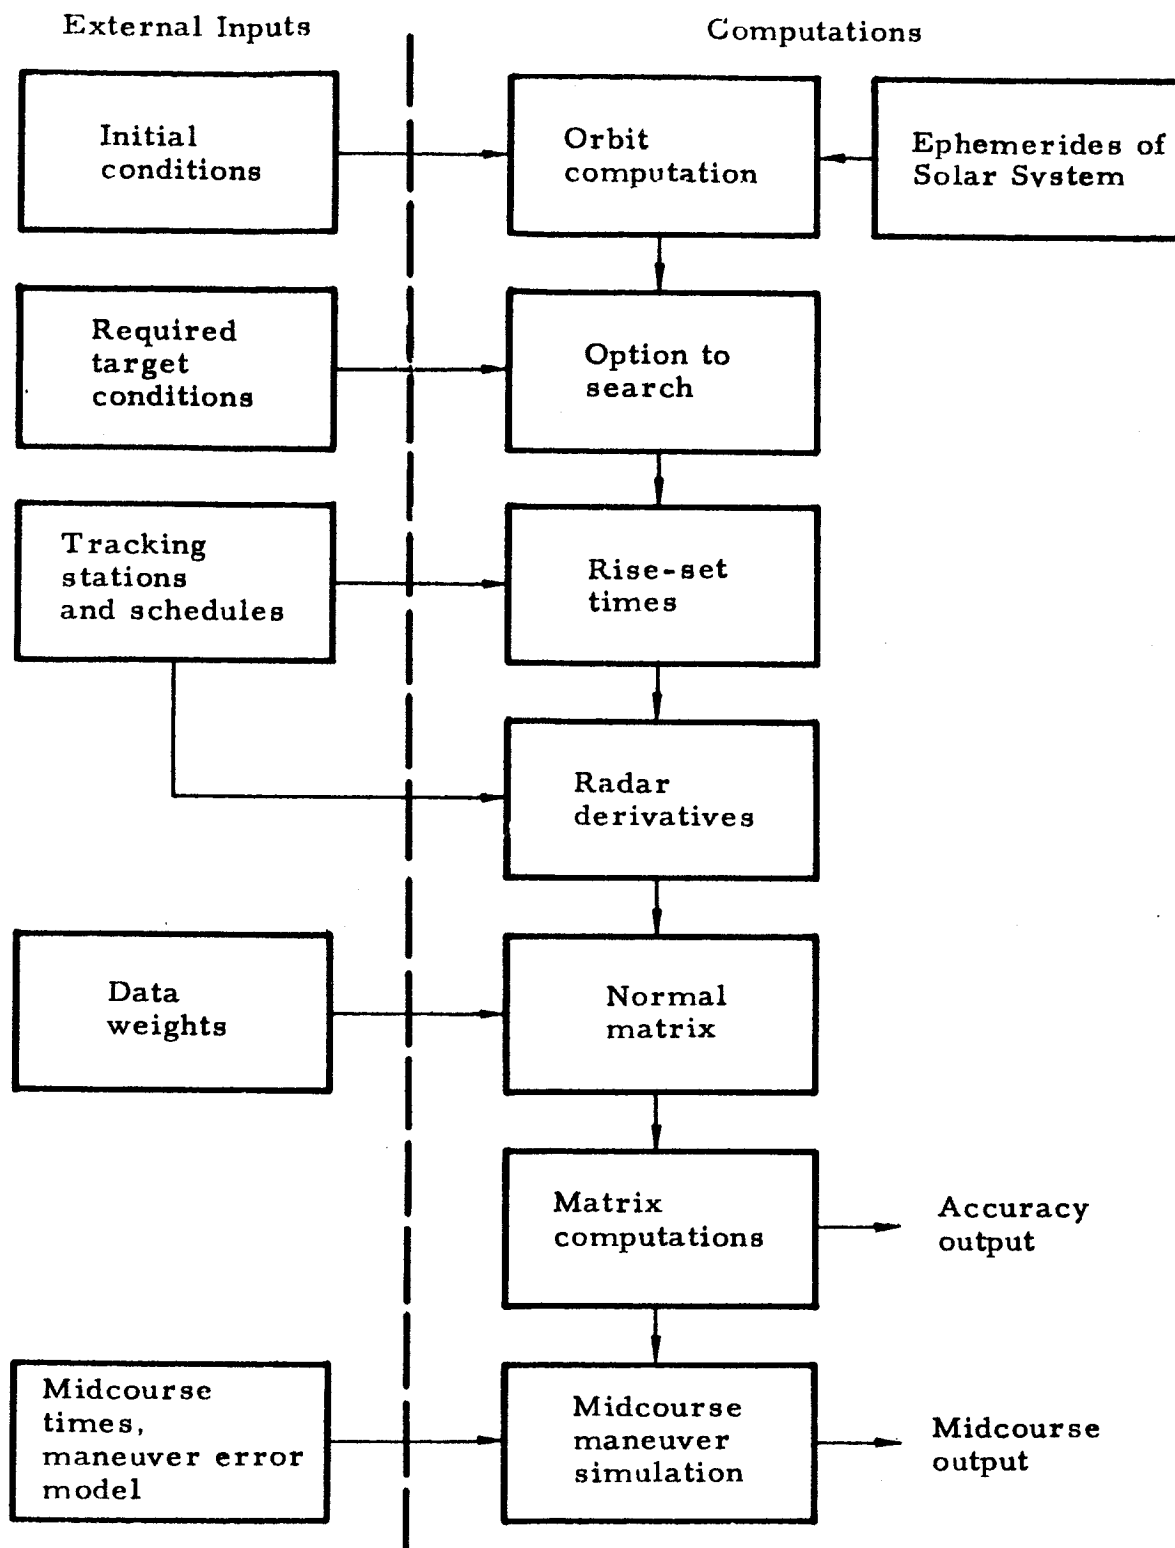 External Inputs
Computations
Initial
conditions
Orbit
computation
Ephemerides of
Solar System
Required
target
conditions
Option to
search
Tracking
stations
and schedules
Rise-set
times
Radar
derivatives
Data
weights
Normal
matrix
Matrix
computations
Accuracy
output
Midcourse
times,
maneuver error
model
Midcourse
maneuver
simulation
Midcourse
output